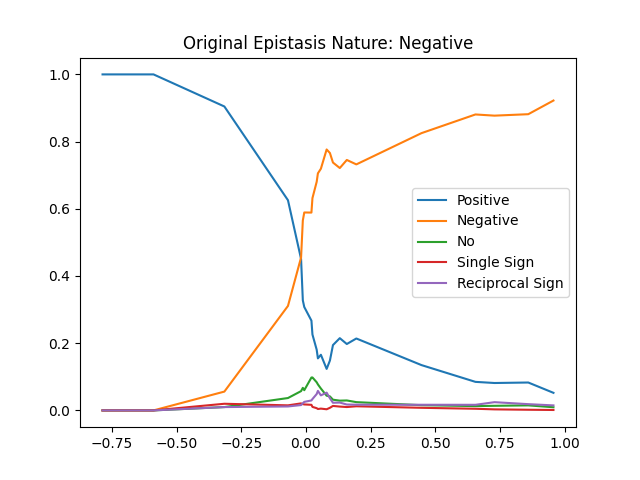 Original Epistasis Nature: Negative
1.0
0.8
0.6
0.4
0.2
0.0
Positive
Negative
No
Single Sign
Reciprocal Sign
−0.75 −0.50 −0.25 0.00 0.25 0.50 0.75 1.00